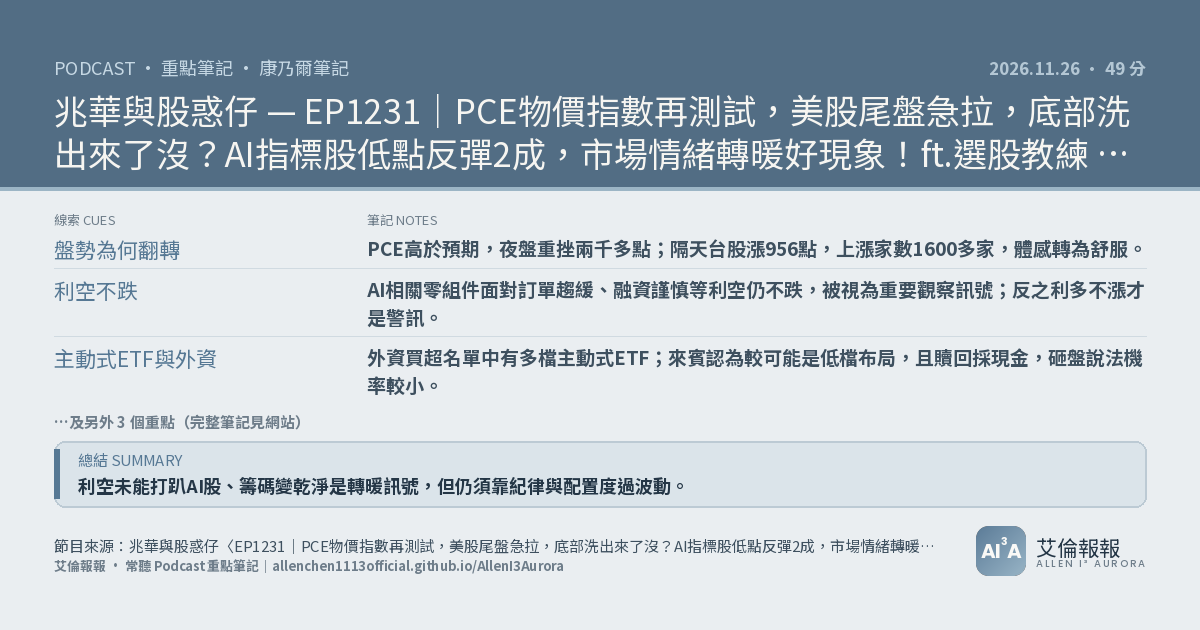 PODCAST • 重點筆記 • 康乃爾筆記
2026.11.26 • 49 分
兆華與股惑仔 — EP1231｜PCE物價指數再測試，美股尾盤急拉，底部洗
出來了沒？AI指標股低點反彈2成，市場情緒轉暖好現象！ft.選股教練 …
線索 CUES
筆記 NOTES
盤勢為何翻轉
PCE高於預期，夜盤重挫兩千多點；隔天台股漲956點，上漲家數1600多家，體感轉為舒服。
利空不跌
AI相關零組件面對訂單趨緩、融資謹慎等利空仍不跌，被視為重要觀察訊號；反之利多不漲才
是警訊。
主動式ETF與外資
外資買超名單中有多檔主動式ETF；來賓認為較可能是低檔布局，且贖回採現金，砸盤說法機
率較小。
…及另外 3 個重點（完整筆記見網站）
總結 SUMMARY
利空未能打趴AI股、籌碼變乾淨是轉暖訊號，但仍須靠紀律與配置度過波動。
節目來源：兆華與股惑仔〈EP1231｜PCE物價指數再測試，美股尾盤急拉，底部洗出來了沒？AI指標股低點反彈2成，市場情緒轉暖…
艾倫報報 • 常聽 Podcast 重點筆記｜allenchen1113official.github.io/AllenI3Aurora
AI³A
艾倫報報
ALLEN I³ AURORA